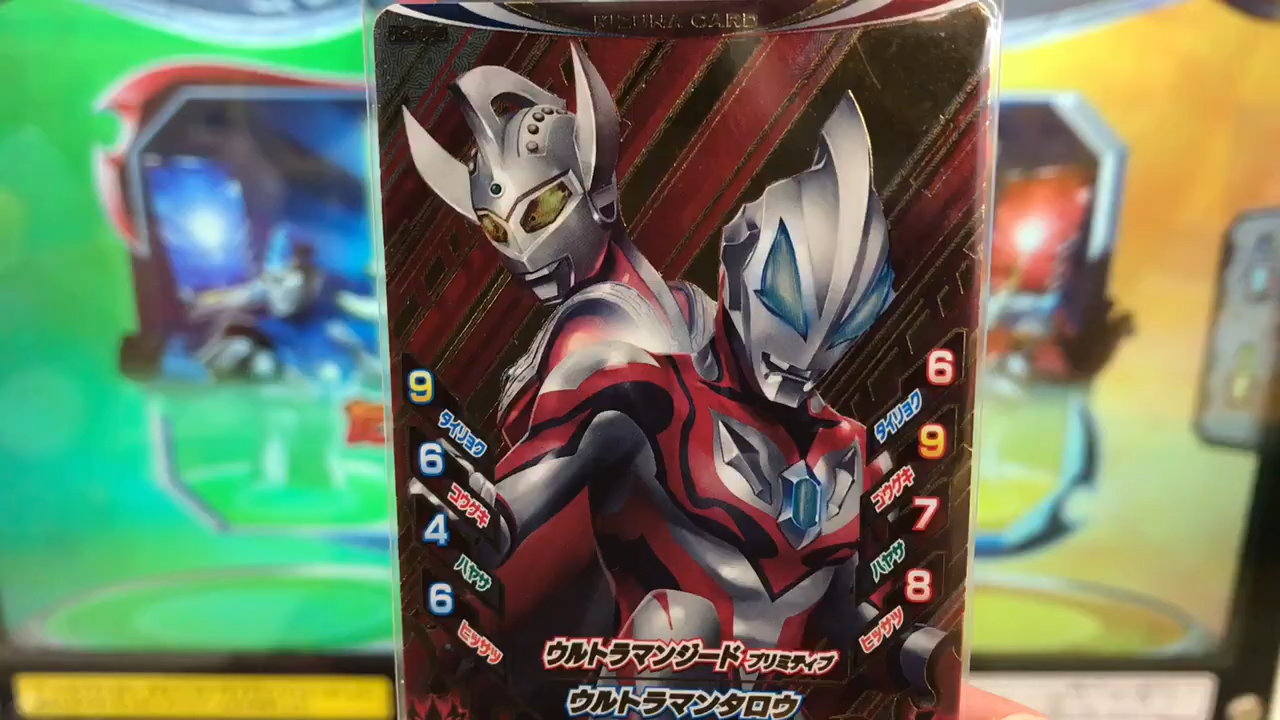 KIZUNA CARD
9
タイリョク
6
コウゲキ
4
ハヤサ
6
ヒッサツ
6
タイリョク
9
コウゲキ
7
ハヤサ
8
ヒッサツ
ウルトラマンジード プリミティブ
ウルトラマンタロウ